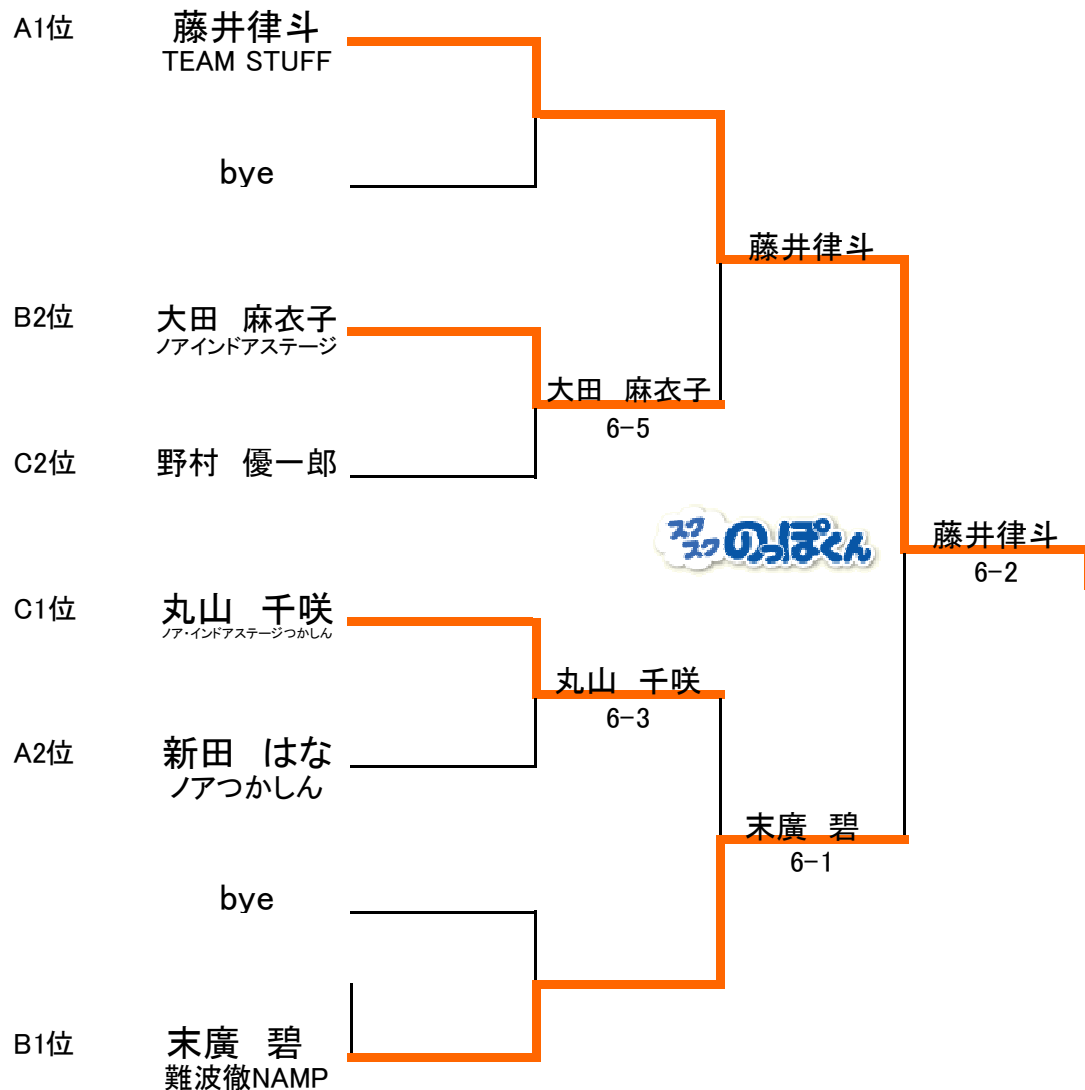 A1位 藤井律斗
TEAM STUFF
bye
藤井律斗
B2位 大田 麻衣子
ノアインドアステージ
大田 麻衣子
6-5
C2位 野村 優一郎
スクスク のっぽくん
藤井律斗
6-2
C1位 丸山 千咲
ノア・インドアステージつかしん
丸山 千咲
6-3
A2位 新田 はな
ノアつかしん
末廣 碧
6-1
bye
B1位 末廣 碧
難波徹NAMP